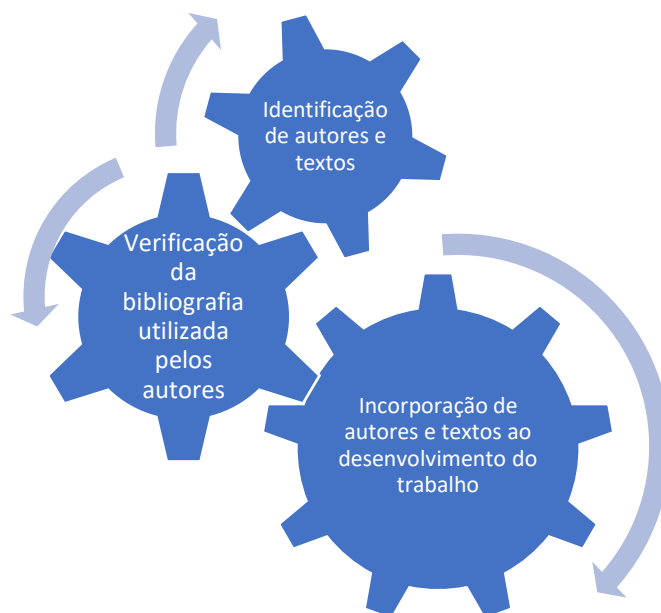 Identificação
de autores e
textos
Verificação
da
bibliografia
utilizada
pelos
autores
Incorporação de
autores e textos ao
desenvolvimento do
trabalho